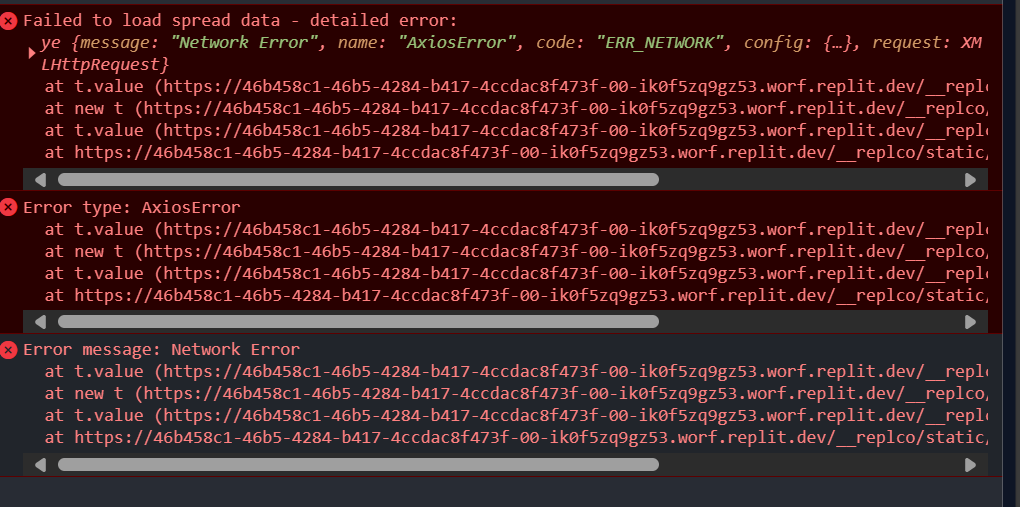 Failed to load spread data - detailed error:
ye {message: "Network Error", name: "AxiosError", code: "ERR_NETWORK", config: {…}, request: XM
LHttpRequest}
at t.value (https://46b458c1-46b5-4284-b417-4ccdac8f473f-00-ik0f5zq9gz53.worf.replit.dev/__replc
at new t (https://46b458c1-46b5-4284-b417-4ccdac8f473f-00-ik0f5zq9gz53.worf.replit.dev/__replco/
at t.value (https://46b458c1-46b5-4284-b417-4ccdac8f473f-00-ik0f5zq9gz53.worf.replit.dev/__replc
at https://46b458c1-46b5-4284-b417-4ccdac8f473f-00-ik0f5zq9gz53.worf.replit.dev/__replco/static/
Error type: AxiosError
at t.value (https://46b458c1-46b5-4284-b417-4ccdac8f473f-00-ik0f5zq9gz53.worf.replit.dev/__replc
at new t (https://46b458c1-46b5-4284-b417-4ccdac8f473f-00-ik0f5zq9gz53.worf.replit.dev/__replco/
at t.value (https://46b458c1-46b5-4284-b417-4ccdac8f473f-00-ik0f5zq9gz53.worf.replit.dev/__replc
at https://46b458c1-46b5-4284-b417-4ccdac8f473f-00-ik0f5zq9gz53.worf.replit.dev/__replco/static/
Error message: Network Error
at t.value (https://46b458c1-46b5-4284-b417-4ccdac8f473f-00-ik0f5zq9gz53.worf.replit.dev/__replc
at new t (https://46b458c1-46b5-4284-b417-4ccdac8f473f-00-ik0f5zq9gz53.worf.replit.dev/__replco/
at t.value (https://46b458c1-46b5-4284-b417-4ccdac8f473f-00-ik0f5zq9gz53.worf.replit.dev/__replc
at https://46b458c1-46b5-4284-b417-4ccdac8f473f-00-ik0f5zq9gz53.worf.replit.dev/__replco/static/